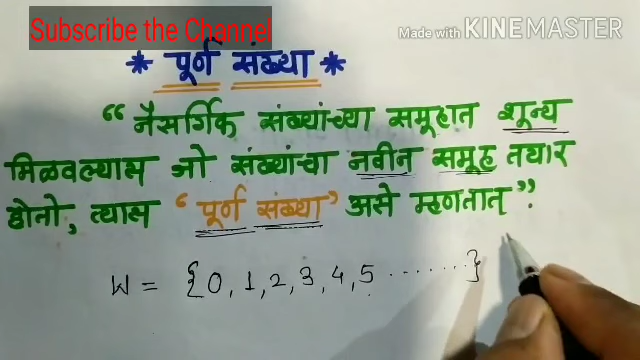 Subscribe the Channel
Made with KINEMASTER
* पूर्ण संख्या *
“ नैसर्गिक संख्यांच्या समूहात शून्य
मिळवल्यास जो संख्यांचा नवीन समूह तयार
होतो, त्यास ‘ पूर्ण संख्या ’ असे म्हणतात ”.
W = {0, 1, 2, 3, 4, 5 .......}